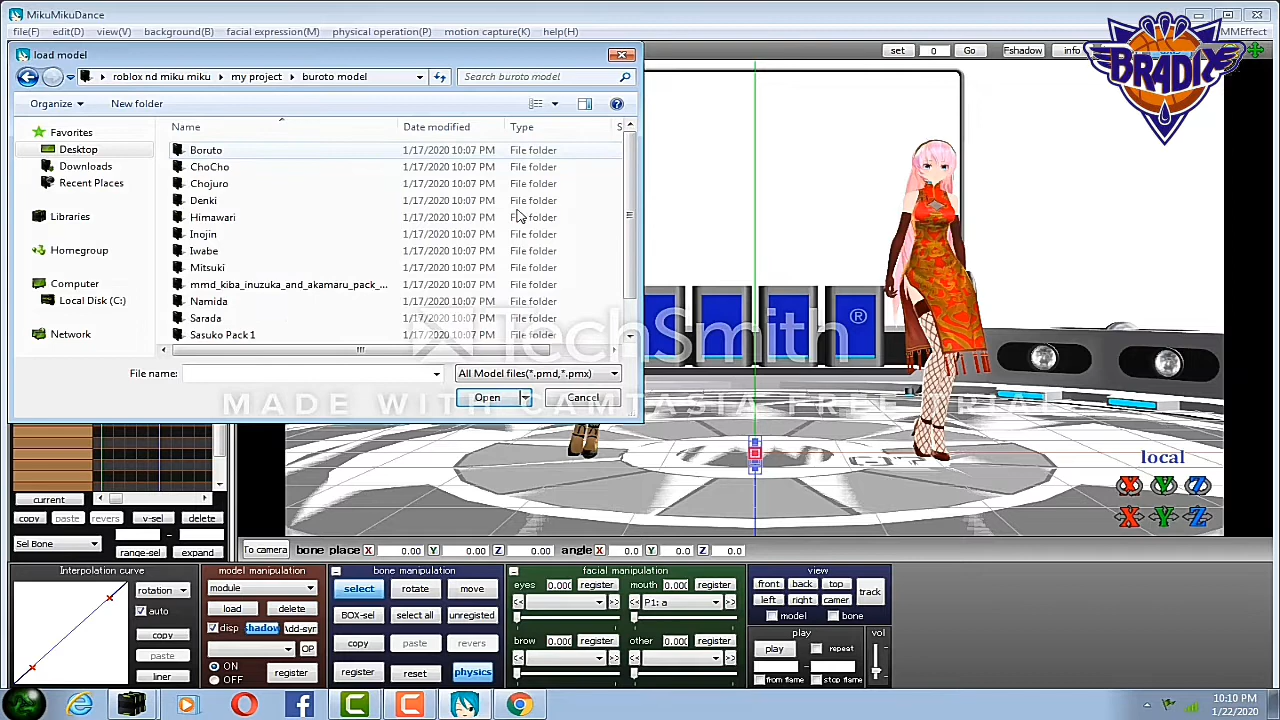 MikuMikuDance
file(F) edit(D) view(V) background(B) facial expression(M) physical operation(P) motion capture(K) help(H) MMEffect
load model
set 0 Go Fshadow info
BRADIX
roblox nd miku miku my project buroto model Search buroto model
Organize New folder
Name Date modified Type S
Favorites
Desktop
Downloads
Recent Places
Libraries
Homegroup
Computer
Local Disk (C:)
Network
Boruto 1/17/2020 10:07 PM File folder
ChoCho 1/17/2020 10:07 PM File folder
Chojuro 1/17/2020 10:07 PM File folder
Denki 1/17/2020 10:07 PM File folder
Himawari 1/17/2020 10:07 PM File folder
Inojin 1/17/2020 10:07 PM File folder
Iwabe 1/17/2020 10:07 PM File folder
Mitsuki 1/17/2020 10:07 PM File folder
mmd_kiba_inuzuka_and_akamaru_pack_... 1/17/2020 10:07 PM File folder
Namida 1/17/2020 10:07 PM File folder
Sarada 1/17/2020 10:07 PM File folder
Sasuko Pack 1 1/17/2020 10:07 PM File folder
File name: All Model files(*.pmd,*.pmx)
Open Cancel
TechSmith®
MADE WITH CAMTASIA FREE TRIAL
local
X Y Z
X Y Z
current
copy paste revers v-sel delete
Sel Bone - range-sel expand
To camera bone place X 0.00 Y 0.00 Z 0.00 angle X 0.0 Y 0.0 Z 0.0
Interpolation curve
rotation
auto
copy
paste
liner
model manipulation
module
load delete
disp shadow Add-syn
OP
ON
OFF
register
bone manipulation
select rotate move
BOX-sel select all unregisted
copy paste revers
register reset physics
facial manipulation
eyes 0.000 register mouth 0.000 register
<< >> << P1: a >>
brow 0.000 register other 0.000 register
<< >> << >>
view
front back top
left right camer
track
model bone
play
play repeat
-
from flame stop flame
vol
10:10 PM
1/22/2020